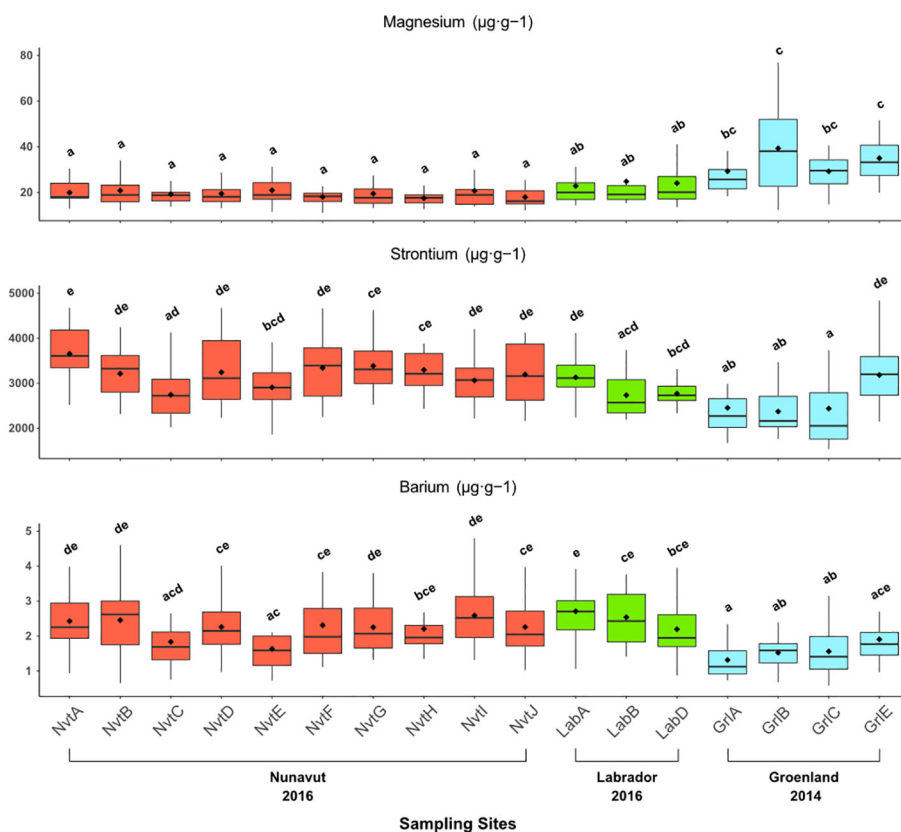 Magnesium (µg·g−1)
80
60
40
20
0
a a a a a a a a a a ab ab ab bc c bc c
Strontium (µg·g−1)
5000
4000
3000
2000
e de ad de bcd de ce ce de de ab acd bcd ab ab a de
Barium (µg·g−1)
5
4
3
2
1
de de acd ce ac ce de bce de ce e ce bce a ab ab ace
NvtA NvtB NvtC NvtD NvtE NvtF NvtG NvtH NvtI NvtJ LabA LabB LabD GrlA GrlB GrlC GrlE
Nunavut Labrador Groenland
2016 2016 2014
Sampling Sites